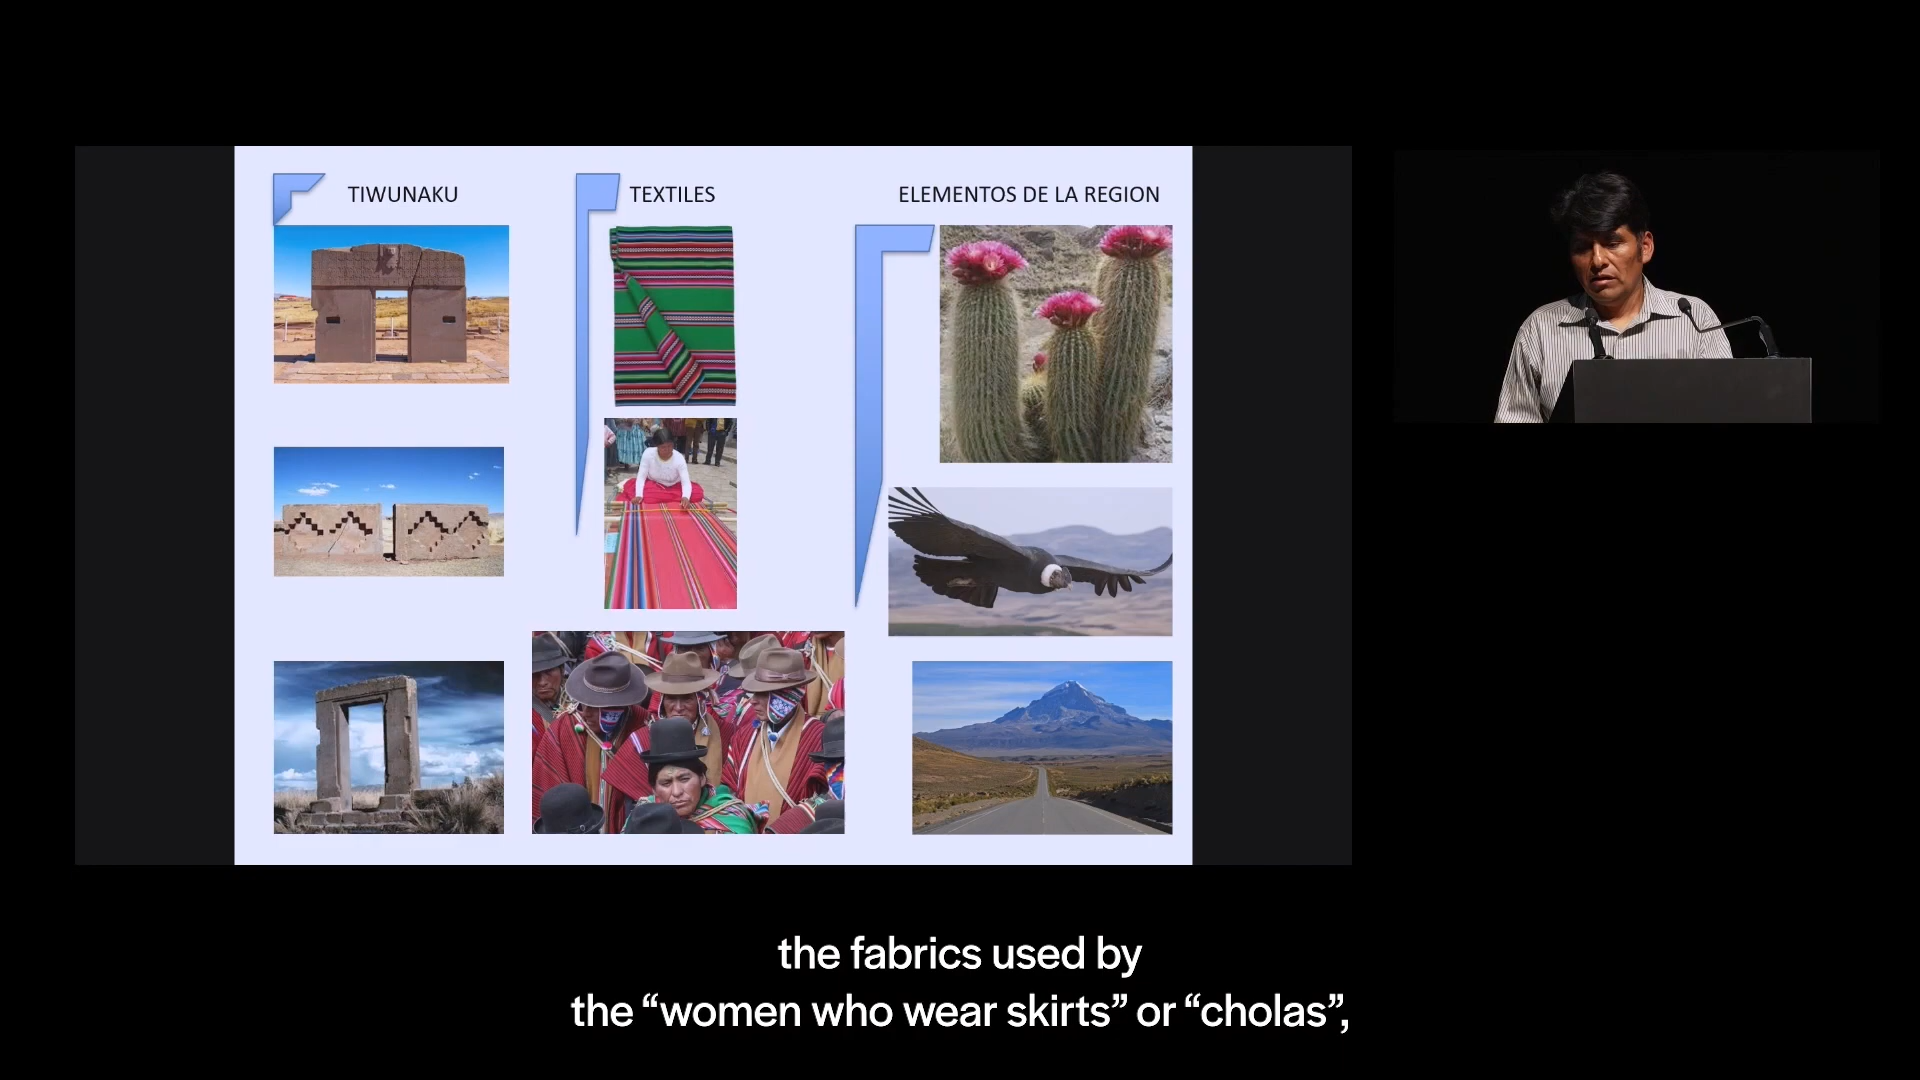 TIWUNAKU
TEXTILES
ELEMENTOS DE LA REGION
the fabrics used by
the “women who wear skirts” or “cholas”,